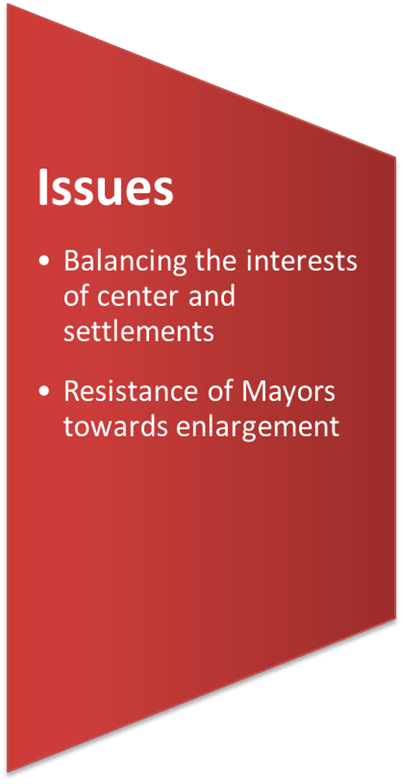 Issues
• Balancing the interests
of center and
settlements
• Resistance of Mayors
towards enlargement